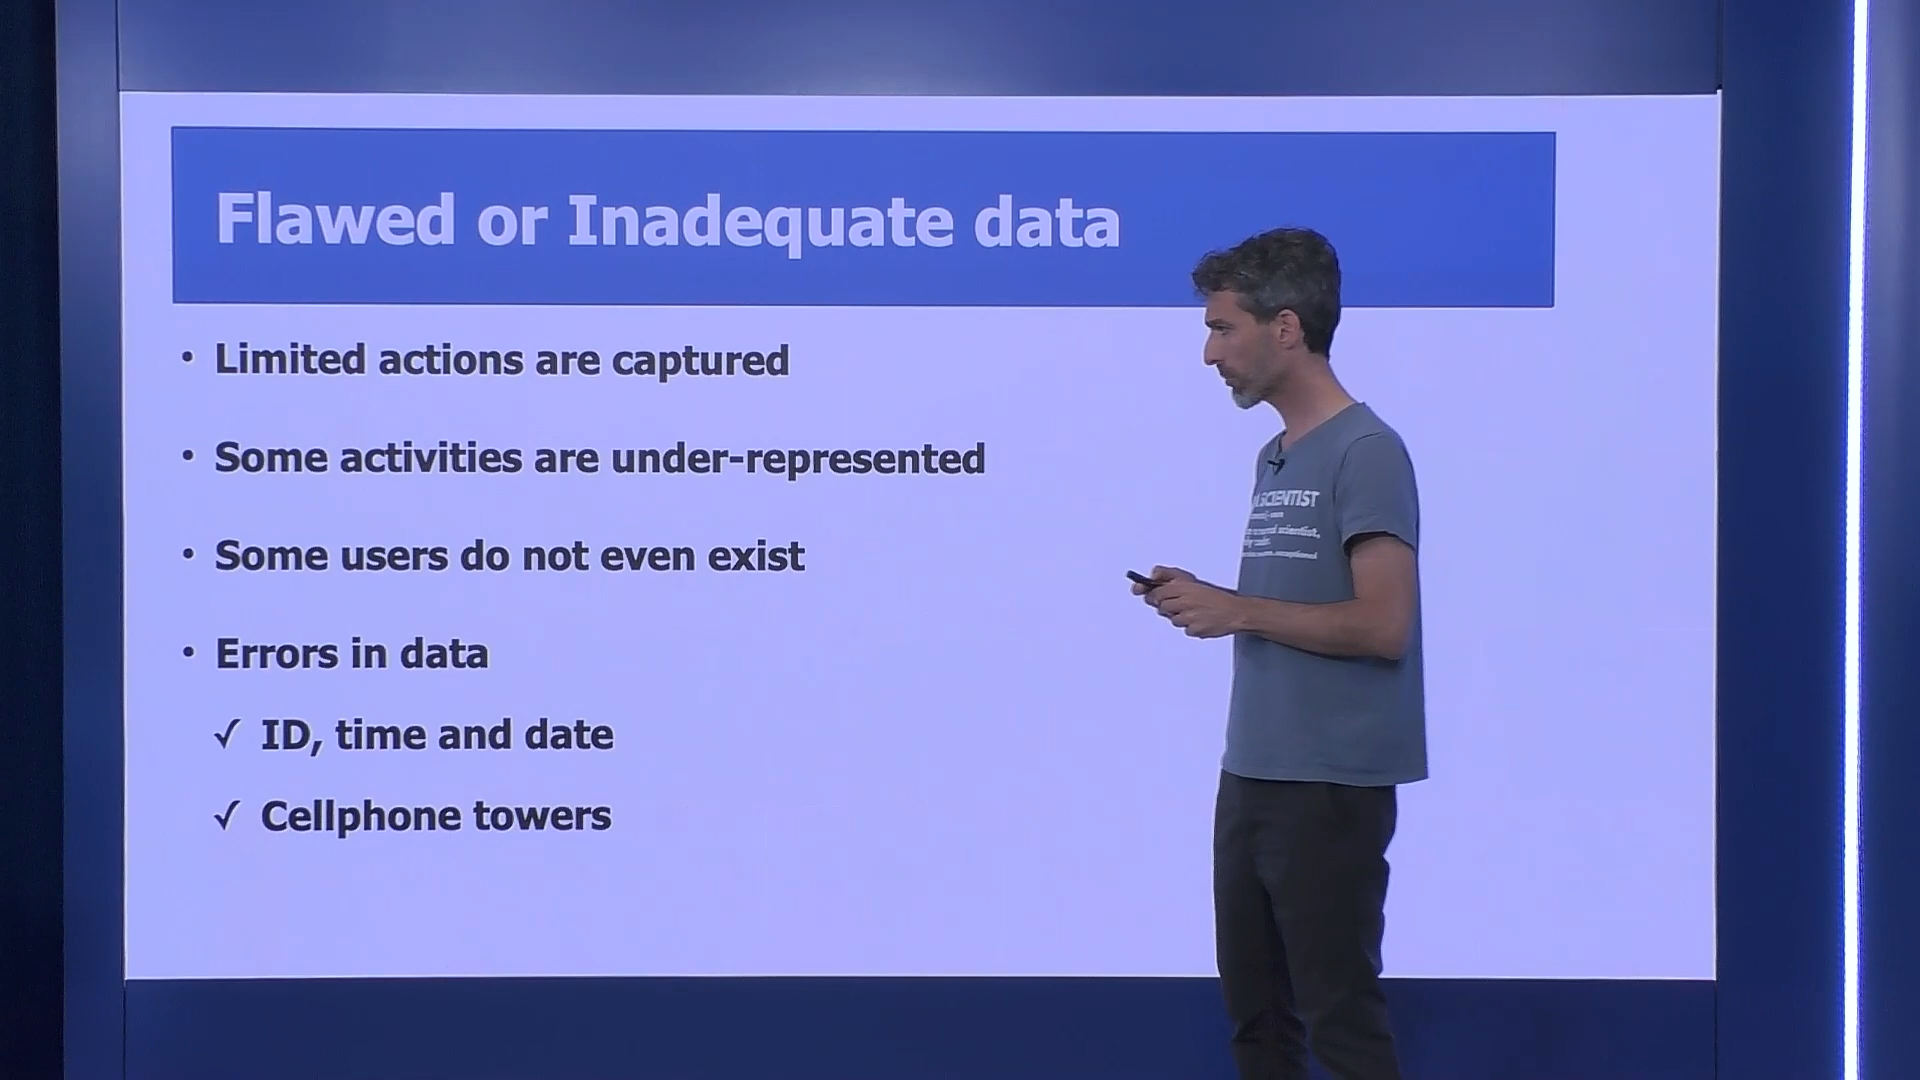 Flawed or Inadequate data
• Limited actions are captured
• Some activities are under-represented
• Some users do not even exist
• Errors in data
✓ ID, time and date
✓ Cellphone towers
SCIENTIST
scientist,